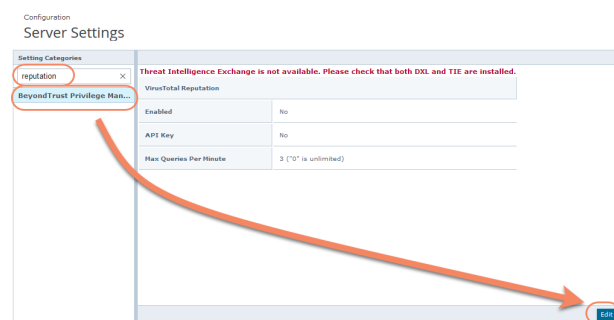 Configuration
Server Settings
Setting Categories
reputation ×
BeyondTrust Privilege Man...
Threat Intelligence Exchange is not available. Please check that both DXL and TIE are installed.
VirusTotal Reputation
Enabled No
API Key No
Max Queries Per Minute 3 ("0" is unlimited)
Edit